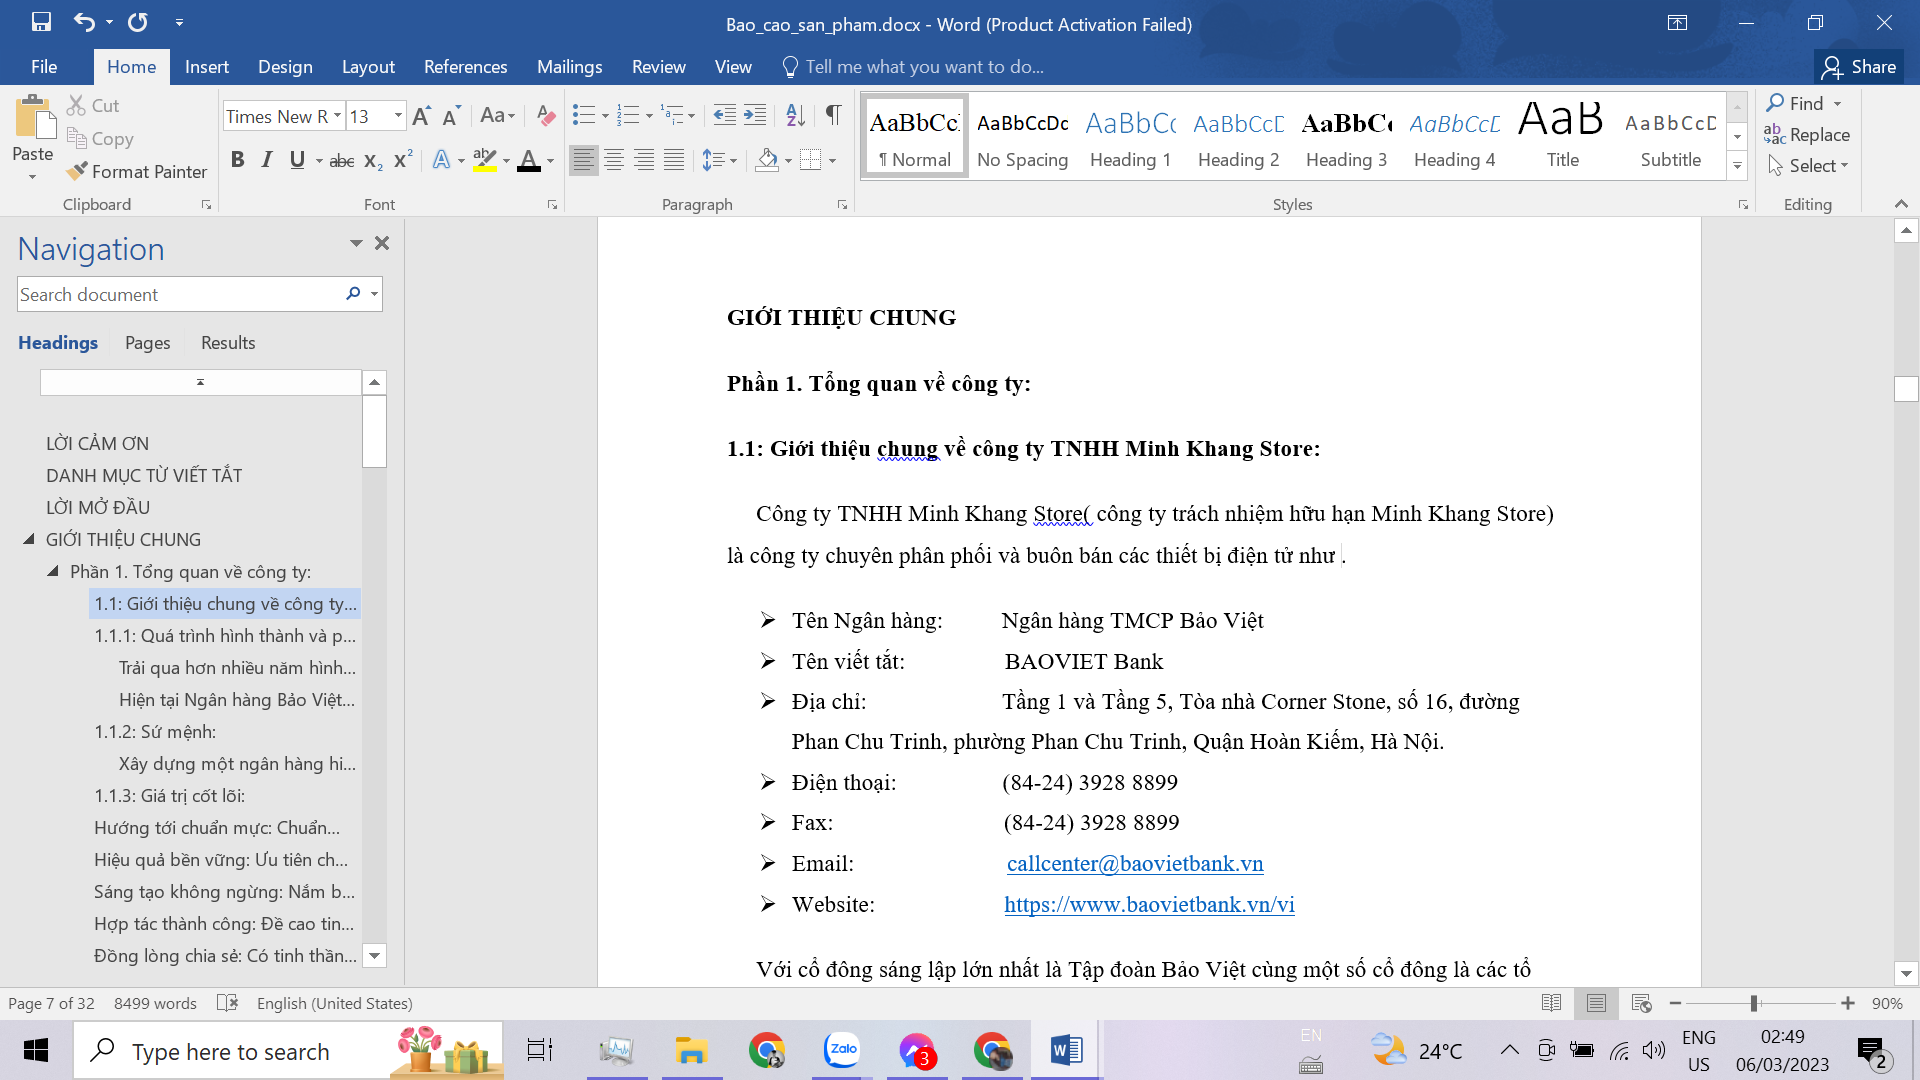 Bao_cao_san_pham.docx - Word (Product Activation Failed)
File Home Insert Design Layout References Mailings Review View Tell me what you want to do... Share
Paste
Cut
Copy
Format Painter
Clipboard
Times New R 13
Font
Paragraph
AaBbCc AaBbCcDc AaBbCc AaBbCcD AaBbCc AaBbCcD AaB AaBbCcD
¶ Normal No Spacing Heading 1 Heading 2 Heading 3 Heading 4 Title Subtitle
Styles
Find
Replace
Select
Editing
Navigation
Search document
Headings Pages Results
LỜI CẢM ƠN
DANH MỤC TỪ VIẾT TẮT
LỜI MỞ ĐẦU
GIỚI THIỆU CHUNG
Phần 1. Tổng quan về công ty:
1.1: Giới thiệu chung về công ty...
1.1.1: Quá trình hình thành và p...
Trải qua hơn nhiều năm hình...
Hiện tại Ngân hàng Bảo Việt...
1.1.2: Sứ mệnh:
Xây dựng một ngân hàng hi...
1.1.3: Giá trị cốt lõi:
Hướng tới chuẩn mực: Chuẩn...
Hiệu quả bền vững: Ưu tiên ch...
Sáng tạo không ngừng: Nắm b...
Hợp tác thành công: Đề cao tin...
Đồng lòng chia sẻ: Có tinh thần...
GIỚI THIỆU CHUNG
Phần 1. Tổng quan về công ty:
1.1: Giới thiệu chung về công ty TNHH Minh Khang Store:
Công ty TNHH Minh Khang Store( công ty trách nhiệm hữu hạn Minh Khang Store)
là công ty chuyên phân phối và buôn bán các thiết bị điện tử như .
➢ Tên Ngân hàng: Ngân hàng TMCP Bảo Việt
➢ Tên viết tắt: BAOVIET Bank
➢ Địa chỉ: Tầng 1 và Tầng 5, Tòa nhà Corner Stone, số 16, đường
Phan Chu Trinh, phường Phan Chu Trinh, Quận Hoàn Kiếm, Hà Nội.
➢ Điện thoại: (84-24) 3928 8899
➢ Fax: (84-24) 3928 8899
➢ Email: callcenter@baovietbank.vn
➢ Website: https://www.baovietbank.vn/vi
Với cổ đông sáng lập lớn nhất là Tập đoàn Bảo Việt cùng một số cổ đông là các tổ
Page 7 of 32 8499 words English (United States) 90%
Type here to search
Zalo
3
EN
24°C
ENG
US
02:49
06/03/2023
2